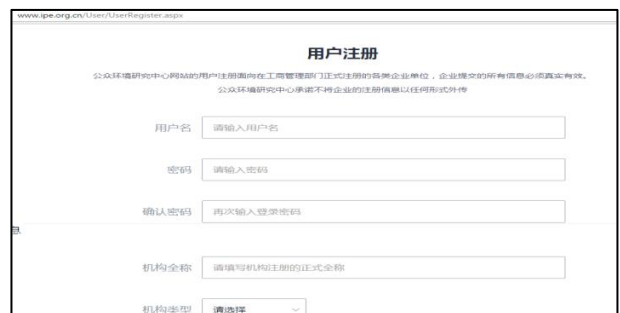 www.ipe.org.cn/User/UserRegister.aspx
用户注册
公众环境研究中心网站的用户注册面向在工商管理部门正式注册的各类企业单位，企业提交的所有信息必须真实有效。
公众环境研究中心承诺不将企业的注册信息以任何形式外传
用户名 请输入用户名
密码 请输入密码
确认密码 再次输入登录密码
息
机构全称 请填写机构注册的正式全称
机构类型 请选择